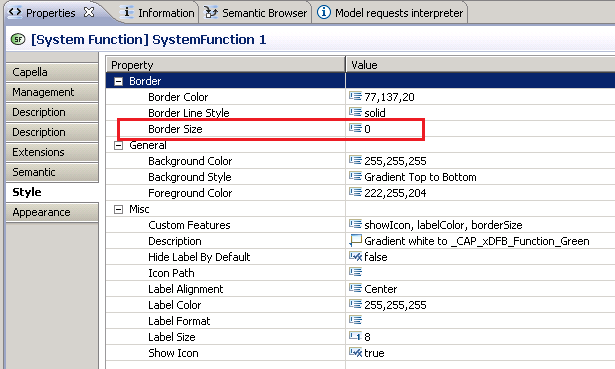 Properties Information Semantic Browser Model requests interpreter
SF [System Function] SystemFunction 1
Capella
Management
Description
Description
Extensions
Semantic
Style
Appearance
Property Value
Border
Border Color 77,137,20
Border Line Style solid
Border Size 0
General
Background Color 255,255,255
Background Style Gradient Top to Bottom
Foreground Color 222,255,204
Misc
Custom Features showIcon, labelColor, borderSize
Description Gradient white to _CAP_xDFB_Function_Green
Hide Label By Default false
Icon Path
Label Alignment Center
Label Color 255,255,255
Label Format
Label Size 8
Show Icon true